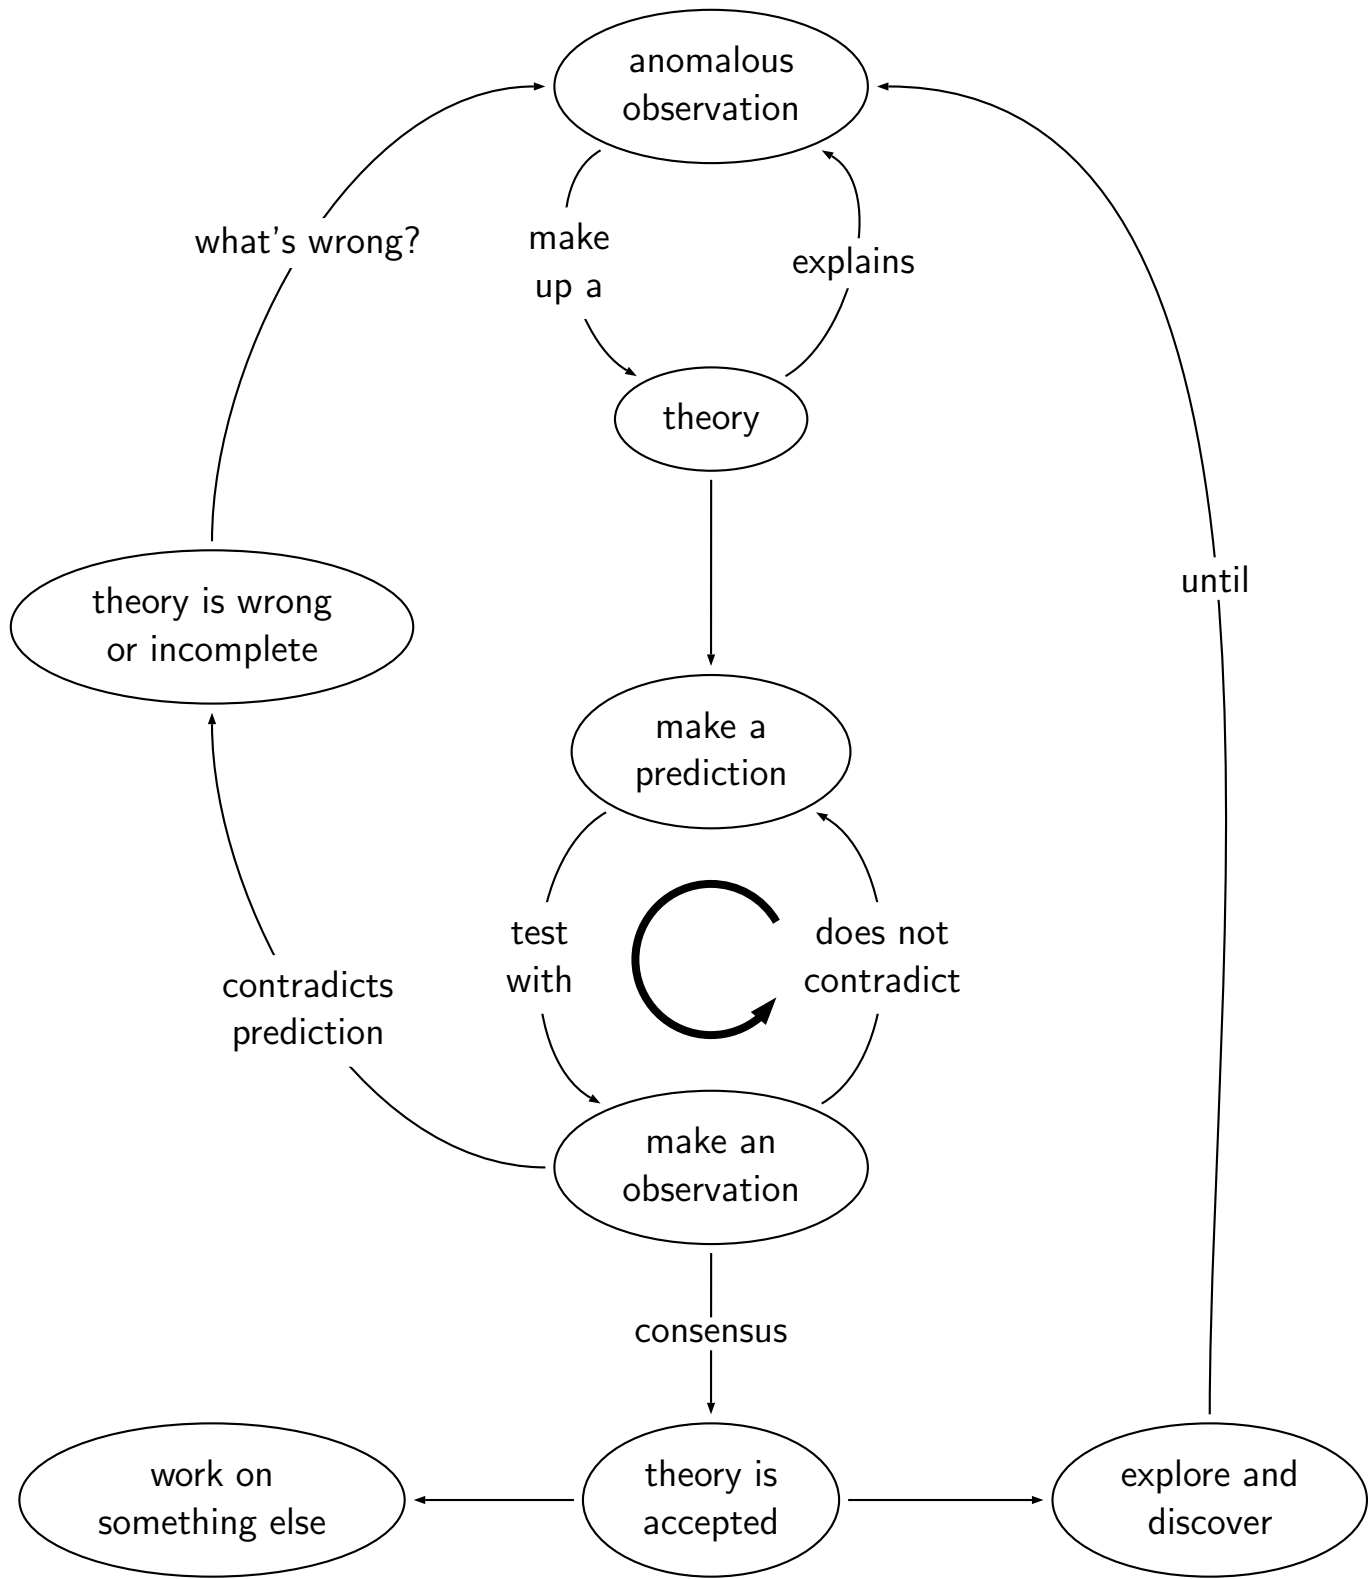 anomalous
observation
what's wrong?
make
up a
explains
theory
until
theory is wrong
or incomplete
make a
prediction
test
with
does not
contradict
contradicts
prediction
make an
observation
consensus
work on
something else
theory is
accepted
explore and
discover